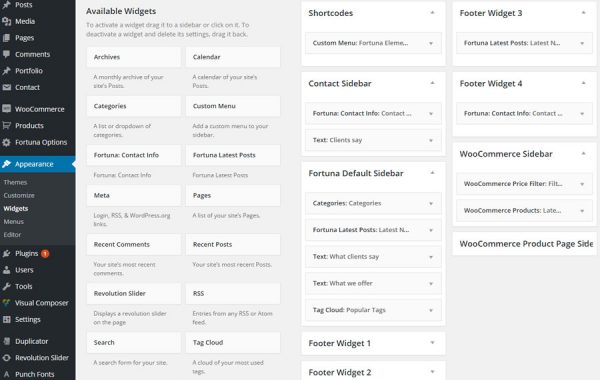 Posts
Media
Pages
Comments
Portfolio
Contact
WooCommerce
Products
Fortuna Options
Appearance
Themes
Customize
Widgets
Menus
Editor
Plugins 1
Users
Tools
Visual Composer
Settings
Duplicator
Revolution Slider
Punch Fonts
Available Widgets
To activate a widget drag it to a sidebar or click on it. To
deactivate a widget and delete its settings, drag it back.
Archives
A monthly archive of your
site's Posts.
Calendar
A calendar of your site's Posts.
Categories
A list or dropdown of
categories.
Custom Menu
Add a custom menu to your
sidebar.
Fortuna: Contact Info
Fortuna: Contact Info
Fortuna Latest Posts
Fortuna Latest Posts
Meta
Login, RSS, & WordPress.org
links.
Pages
A list of your site's Pages.
Recent Comments
Your site's most recent
comments.
Recent Posts
Your site's most recent Posts.
Revolution Slider
Displays a revolution slider
on the page
RSS
Entries from any RSS or Atom
feed.
Search
A search form for your site.
Tag Cloud
A cloud of your most used
tags.
Shortcodes
Custom Menu: Fortuna Eleme...
Contact Sidebar
Fortuna: Contact Info: Contact ...
Text: Clients say
Fortuna Default Sidebar
Categories: Categories
Fortuna Latest Posts: Latest N...
Text: What clients say
Text: What we offer
Tag Cloud: Popular Tags
Footer Widget 1
Footer Widget 2
Footer Widget 3
Fortuna Latest Posts: Latest N...
Footer Widget 4
Fortuna: Contact Info: Contact ...
WooCommerce Sidebar
WooCommerce Price Filter: Filt...
WooCommerce Products: Late...
WooCommerce Product Page Side